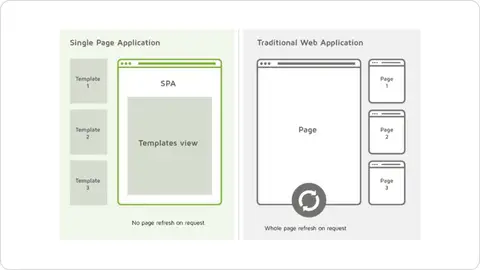 Single Page Application
Template
1
Template
2
Template
3
SPA
Templates view
No page refresh on request
Traditional Web Application
Page
Page
1
Page
2
Page
3
Whole page refresh on request